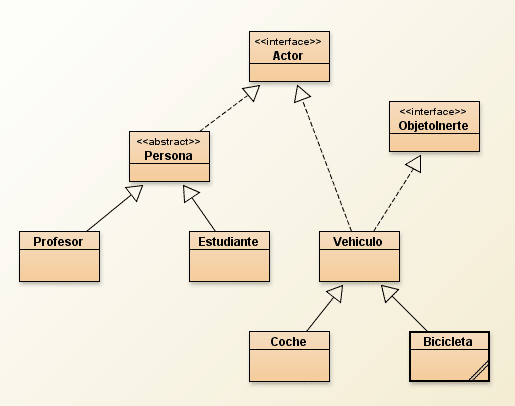 <<interface>>
Actor
<<interface>>
ObjetoInerte
<<abstract>>
Persona
Profesor
Estudiante
Vehiculo
Coche
Bicicleta